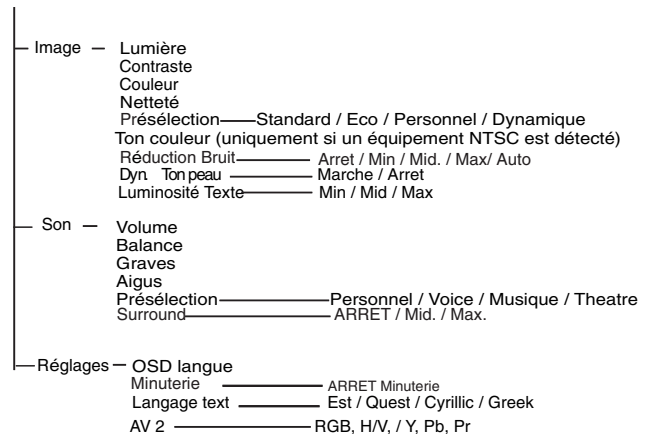 Image Lumière
Contraste
Couleur
Netteté
Présélection Standard / Eco / Personnel / Dynamique
Ton couleur (uniquement si un équipement NTSC est détecté)
Réduction Bruit Arret / Min / Mid. / Max/ Auto
Dyn. Ton peau Marche / Arret
Luminosité Texte Min / Mid / Max
Son Volume
Balance
Graves
Aigus
Présélection Personnel / Voice / Musique / Theatre
Surround ARRET / Mid. / Max.
Réglages OSD langue
Minuterie ARRET Minuterie
Langage text Est / Quest / Cyrillic / Greek
AV 2 RGB, H/V, / Y, Pb, Pr